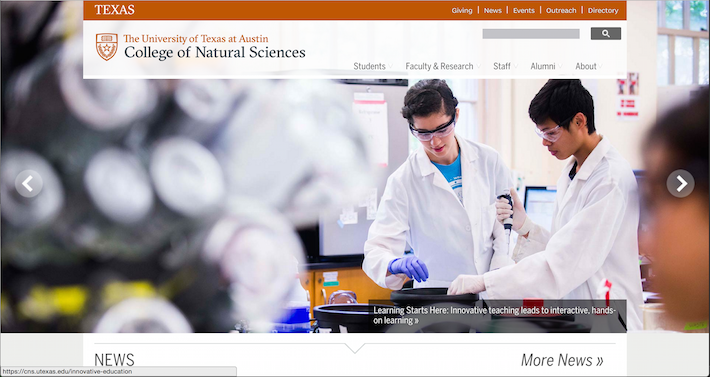 TEXAS
Giving | News | Events | Outreach | Directory
The University of Texas at Austin
College of Natural Sciences
Students Faculty & Research Staff Alumni About
Learning Starts Here: Innovative teaching leads to interactive, hands-
on learning »
NEWS
More News »
https://cns.utexas.edu/innovative-education